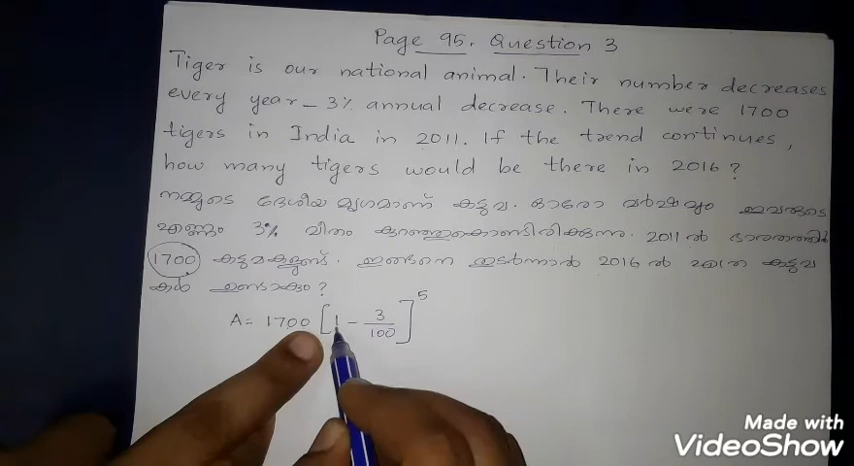 Page 95. Question 3
Tiger is our national animal. Their number decreases
every year - 3% annual decrease. There were 1700
tigers in India in 2011. If the trend continues,
how many tigers would be there in 2016?
നമ്മുടെ ദേശീയ മൃഗമാണ് കടുവ. ഓരോ വർഷവും ഇവരുടെ
എണ്ണം 3% വീതം കുറഞ്ഞുകൊണ്ടിരിക്കുന്നു. 2011 ൽ ഭാരതത്തിൽ
1700 കടുവകളുണ്ട്. ഇങ്ങനെ തുടർന്നാൽ 2016 ൽ എത്ര കടുവ
കൾ ഉണ്ടാകും?
A = 1700 [1 - 3/100]^5
Made with
VideoShow